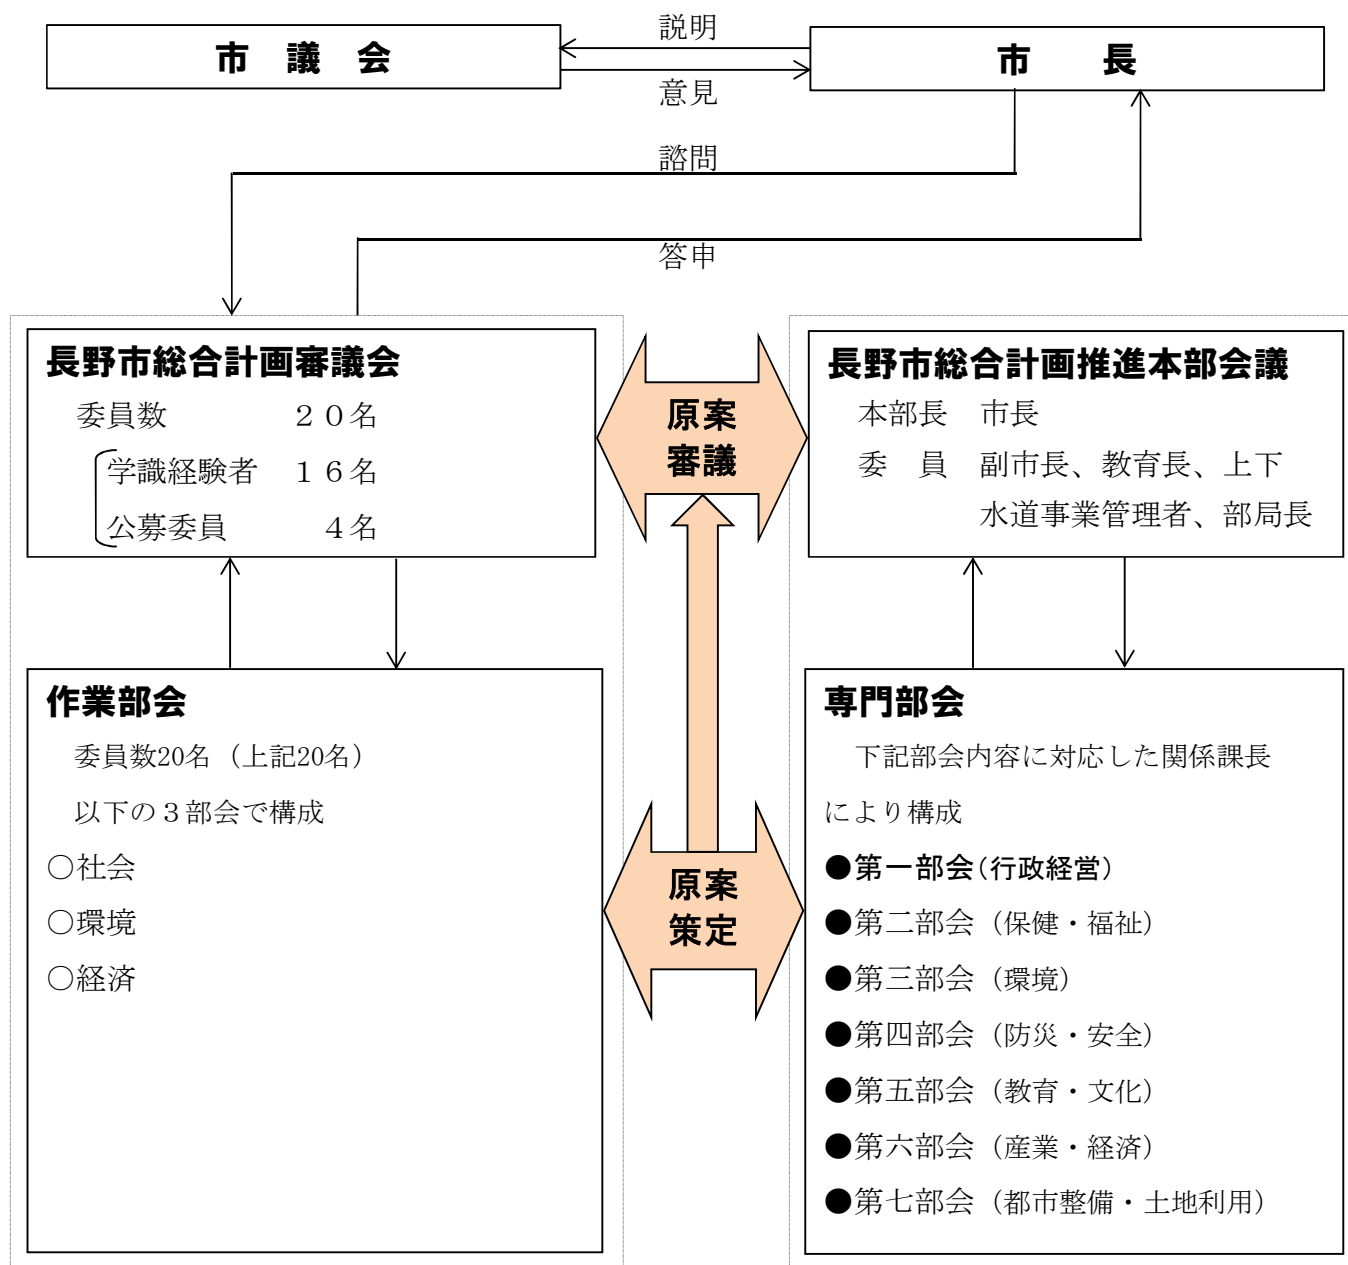 市　議　会
説明
意見
市　　長
諮問
答申
長野市総合計画審議会
委員数　　　　２０名
学識経験者　１６名
公募委員　　　４名
原案
審議
長野市総合計画推進本部会議
本部長　市長
委　員　副市長、教育長、上下
水道事業管理者、部局長
作業部会
委員数20名（上記20名）
以下の３部会で構成
○社会
○環境
○経済
原案
策定
専門部会
下記部会内容に対応した関係課長
により構成
●第一部会（行政経営）
●第二部会（保健・福祉）
●第三部会（環境）
●第四部会（防災・安全）
●第五部会（教育・文化）
●第六部会（産業・経済）
●第七部会（都市整備・土地利用）